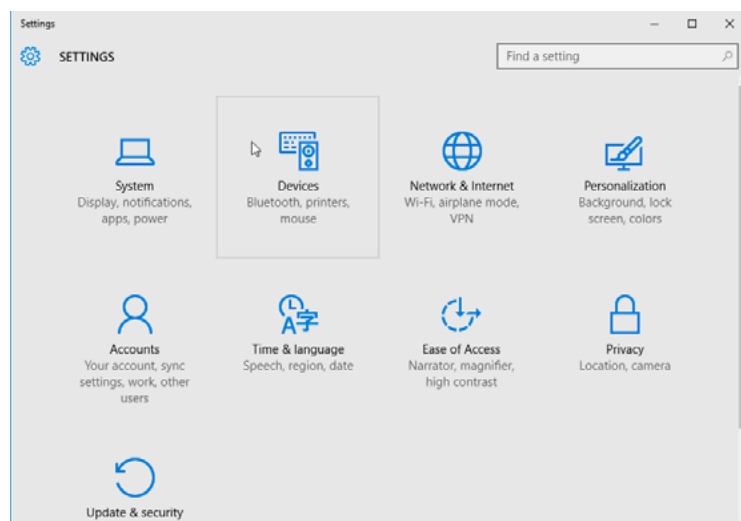 Settings
SETTINGS
Find a setting
System
Display, notifications,
apps, power
Devices
Bluetooth, printers,
mouse
Network & Internet
Wi-Fi, airplane mode,
VPN
Personalization
Background, lock
screen, colors
Accounts
Your account, sync
settings, work, other
users
Time & language
Speech, region, date
Ease of Access
Narrator, magnifier,
high contrast
Privacy
Location, camera
Update & security
A字